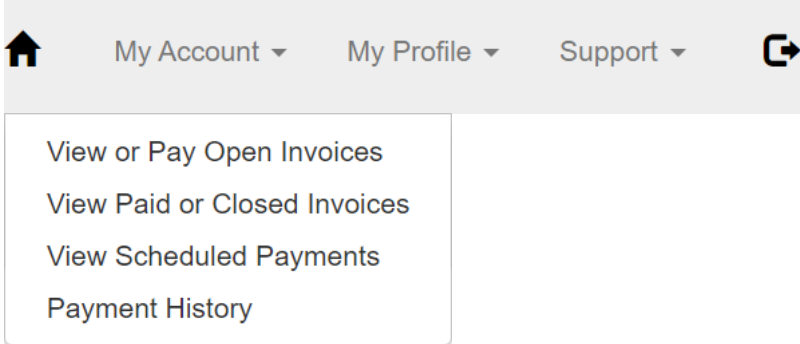 My Account My Profile Support
View or Pay Open Invoices
View Paid or Closed Invoices
View Scheduled Payments
Payment History